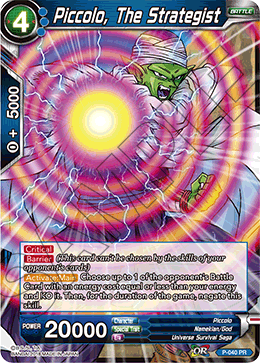 4
Piccolo, The Strategist
BATTLE
0 + 5000
Critical
Barrier (This card can't be chosen by the skills of your
opponent's cards)
Activate:Main Choose up to 1 of the opponent's Battle
Card with an energy cost equal or less than your energy
and KO it. Then, for the duration of the game, negate this
skill.
POWER 20000
Character Piccolo
Special Trait Namekian/God
Era Universe Survival Saga
P-040 PR